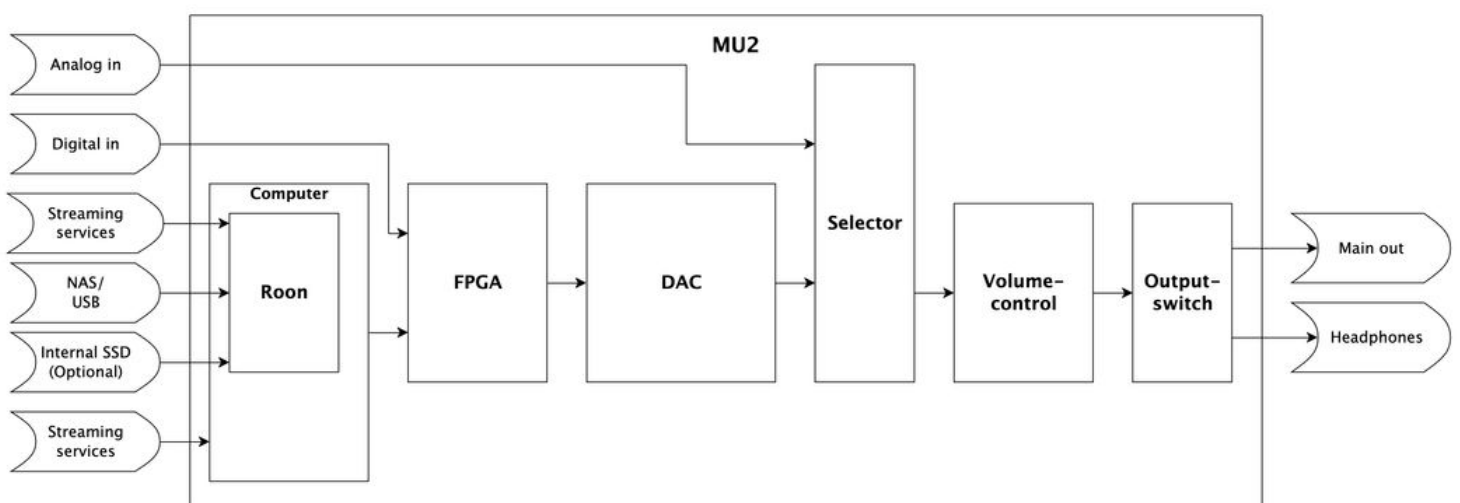 MU2
Analog in
Digital in
Streaming
services
NAS/
USB
Internal SSD
(Optional)
Streaming
services
Computer
Roon
FPGA
DAC
Selector
Volume-
control
Output-
switch
Main out
Headphones